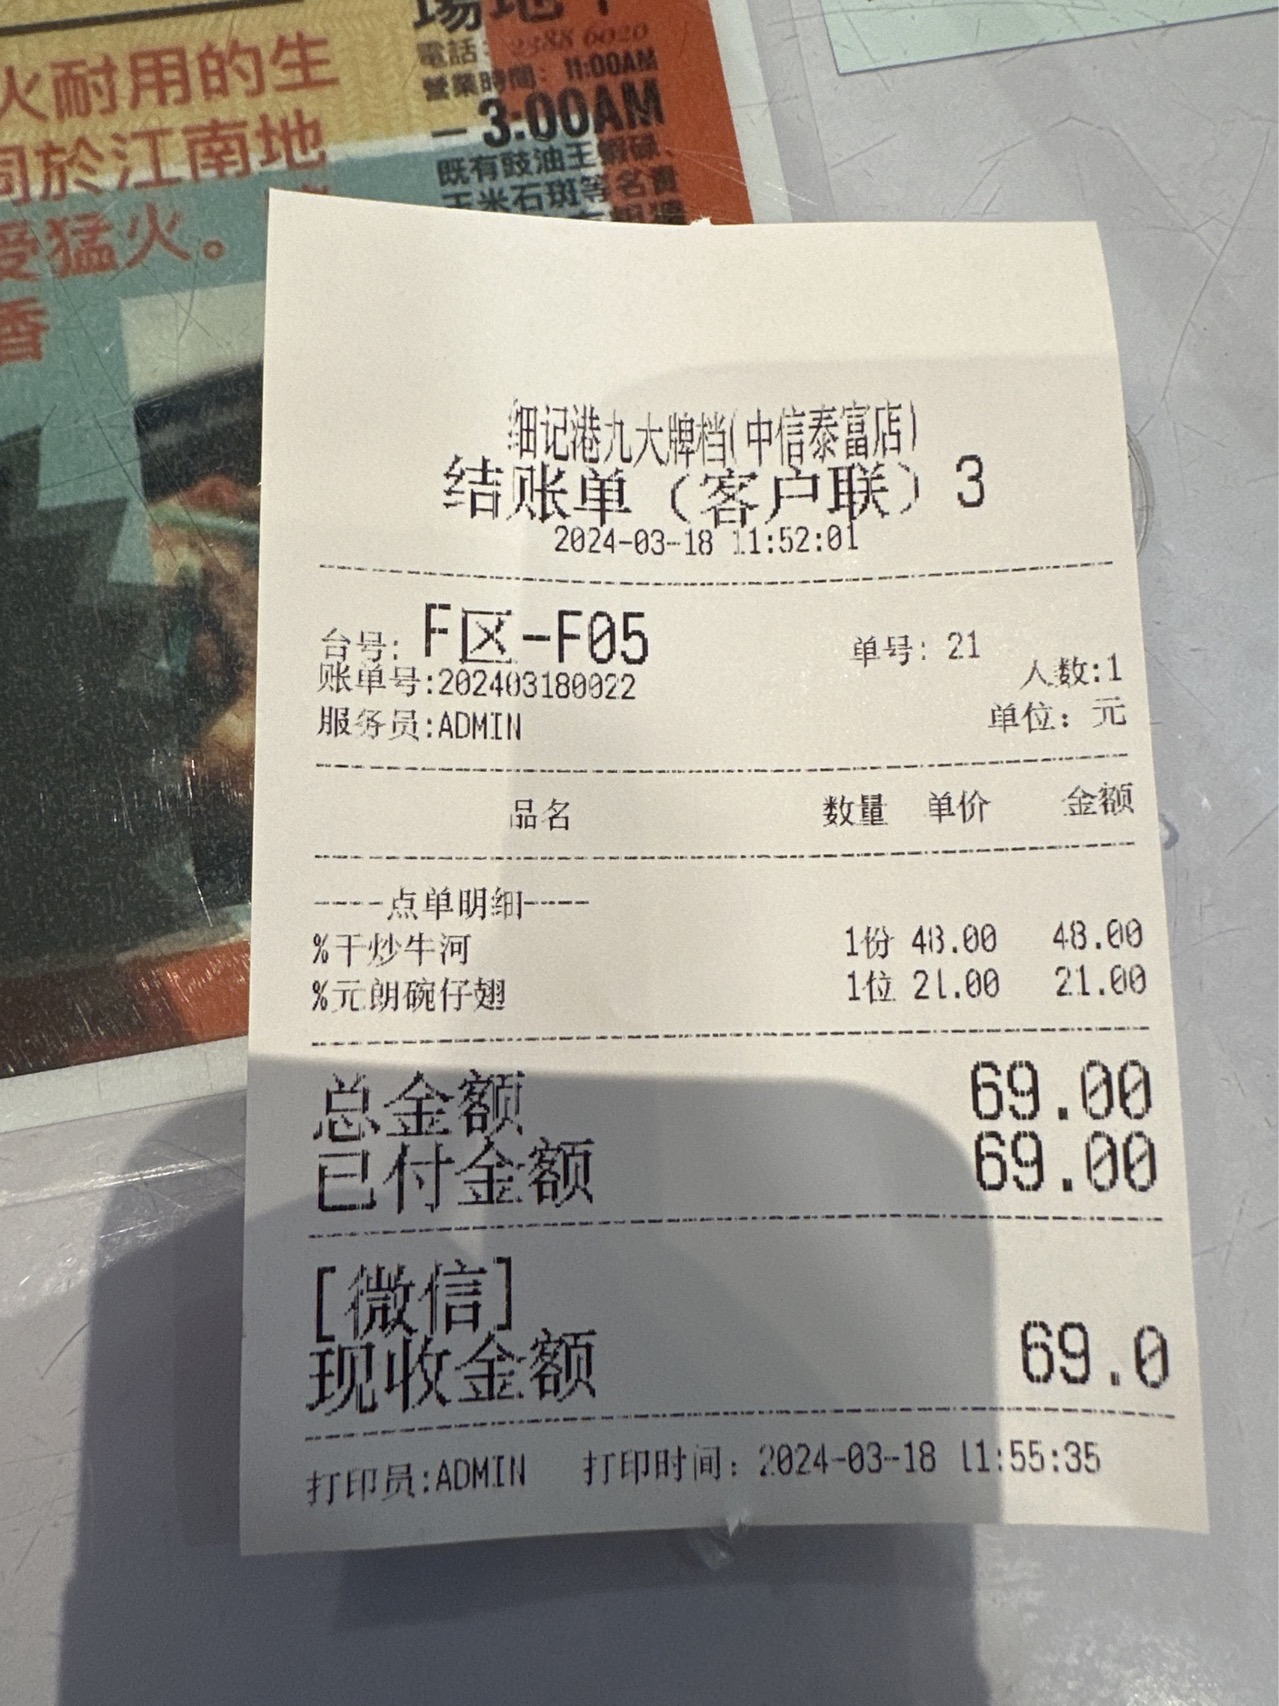 火耐用的生
同於江南地
受猛火。
香
電話：2388 6020
營業時間：11:00AM
— 3:00AM
既有豉油王蝦碌、
石斑等名貴
细记港九大牌档(中信泰富店)
结账单（客户联）3
2024-03-18 11:52:01
台号: F区-F05 单号: 21
账单号:202403180022 人数:1
服务员:ADMIN 单位: 元
品名 数量 单价 金额
----点单明细----
%干炒牛河 1份 48.00 48.00
%元朗碗仔翅 1位 21.00 21.00
总金额 69.00
已付金额 69.00
[微信]
现收金额 69.0
打印员:ADMIN 打印时间: 2024-03-18 11:55:35